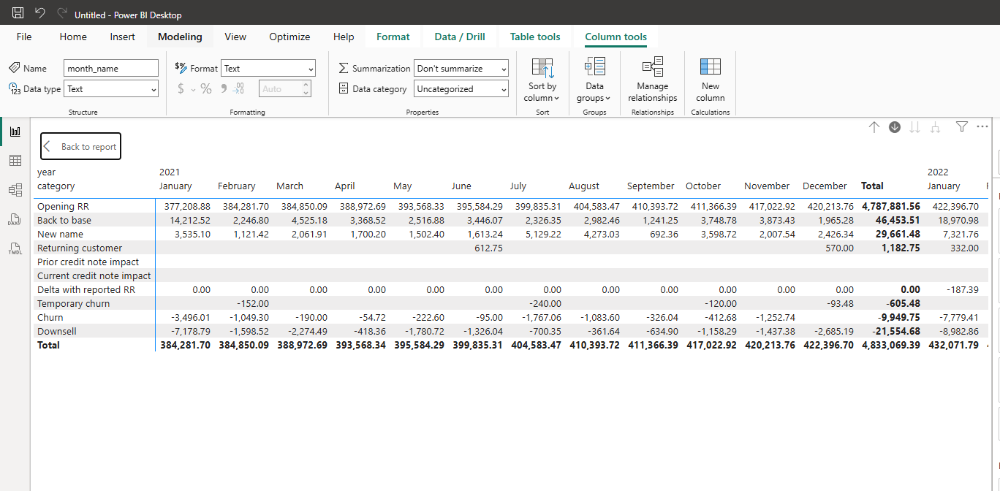 Untitled - Power BI Desktop
File Home Insert Modeling View Optimize Help Format Data / Drill Table tools Column tools
Name month_name
Data type Text
Structure
Format Text
$ % 9 .00 Auto
Formatting
Summarization Don't summarize
Data category Uncategorized
Properties
Sort by
column
Sort
Data
groups
Groups
Manage
relationships
Relationships
New
column
Calculations
Back to report
year 2021 2022
category January February March April May June July August September October November December Total January
Opening RR 377,208.88 384,281.70 384,850.09 388,972.69 393,568.33 395,584.29 399,835.31 404,583.47 410,393.72 411,366.39 417,022.92 420,213.76 4,787,881.56 422,396.70
Back to base 14,212.52 2,246.80 4,525.18 3,368.52 2,516.88 3,446.07 2,326.35 2,982.46 1,241.25 3,748.78 3,873.43 1,965.28 46,453.51 18,970.98
New name 3,535.10 1,121.42 2,061.91 1,700.20 1,502.40 1,613.24 5,129.22 4,273.03 692.36 3,598.72 2,007.54 2,426.34 29,661.48 7,321.76
Returning customer 612.75 570.00 1,182.75 332.00
Prior credit note impact
Current credit note impact
Delta with reported RR 0.00 0.00 0.00 0.00 0.00 0.00 0.00 0.00 0.00 0.00 0.00 0.00 0.00 -187.39
Temporary churn -152.00 -240.00 -120.00 -93.48 -605.48
Churn -3,496.01 -1,049.30 -190.00 -54.72 -222.60 -95.00 -1,767.06 -1,083.60 -326.04 -412.68 -1,252.74 -9,949.75 -7,779.41
Downsell -7,178.79 -1,598.52 -2,274.49 -418.36 -1,780.72 -1,326.04 -700.35 -361.64 -634.90 -1,158.29 -1,437.38 -2,685.19 -21,554.68 -8,982.86
Total 384,281.70 384,850.09 388,972.69 393,568.34 395,584.29 399,835.31 404,583.47 410,393.72 411,366.39 417,022.92 420,213.76 422,396.70 4,833,069.39 432,071.79
DAX
TMDL